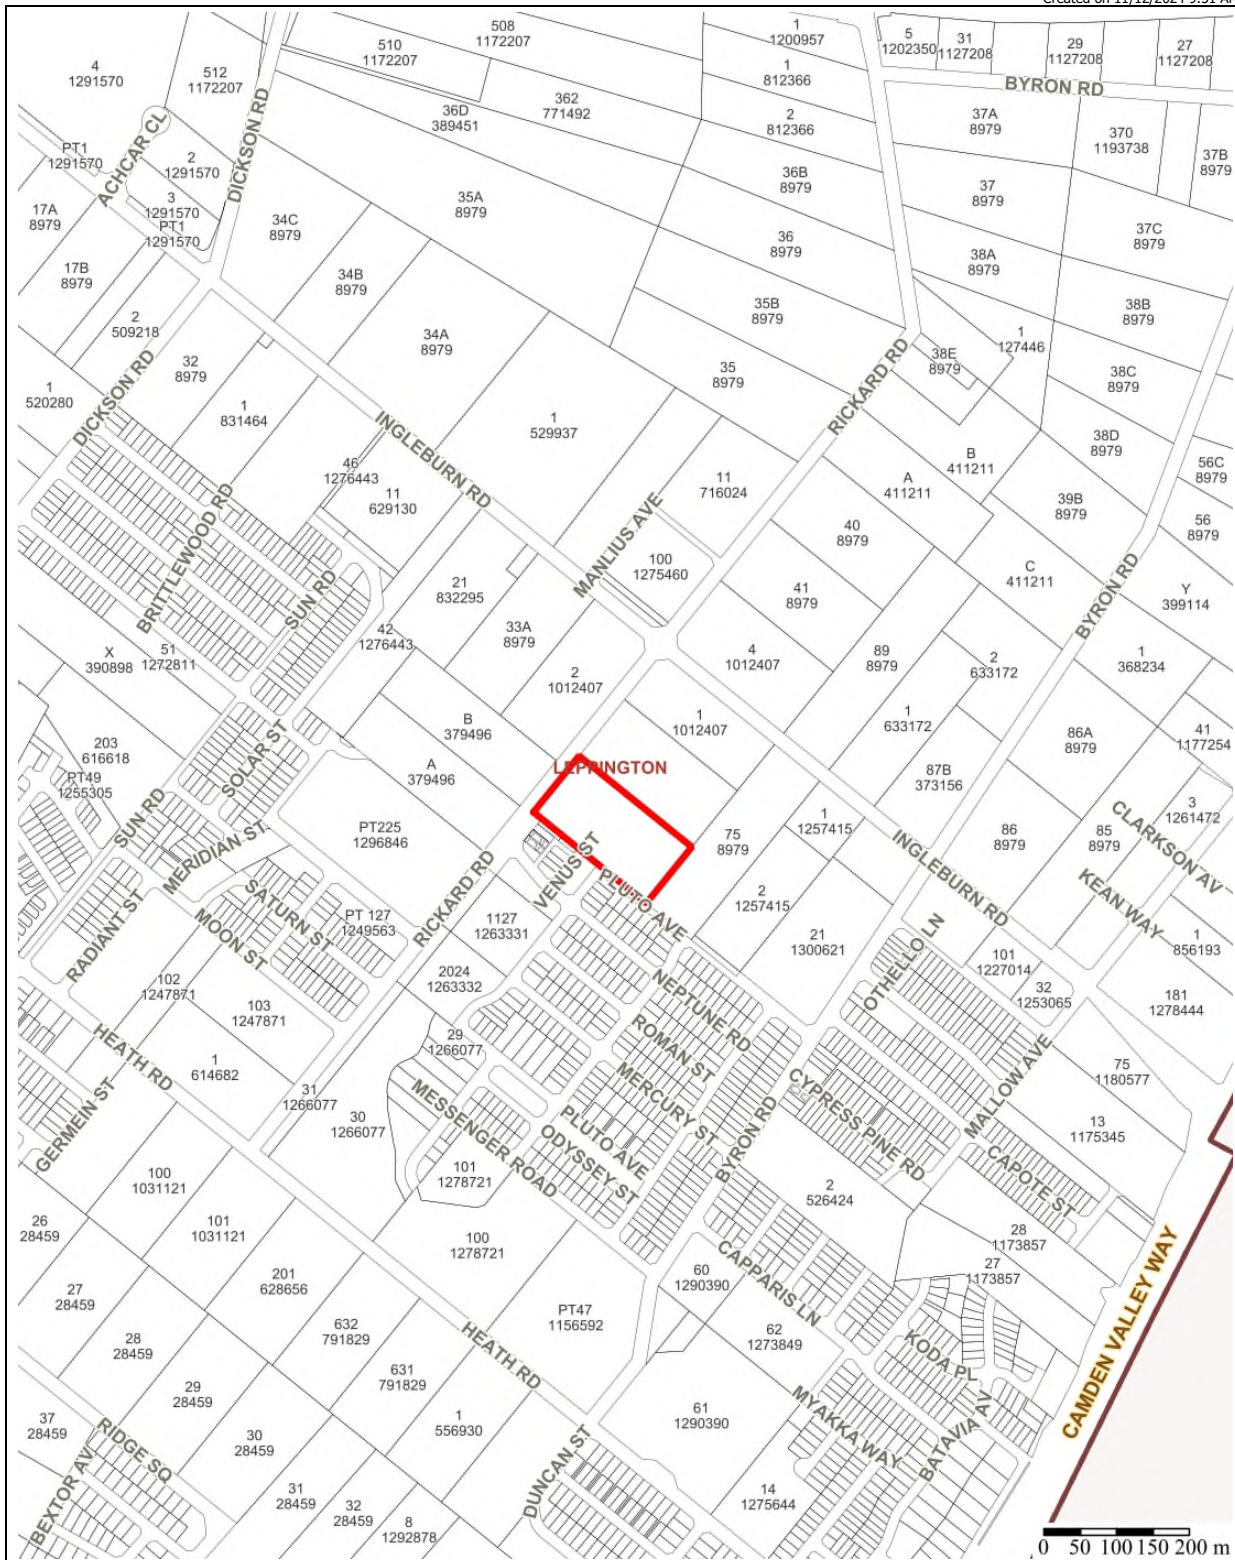 508
1172207
510
1172207
1
1200957
5
1202350
31
1127208
29
1127208
27
1127208
4
1291570
512
1172207
1
812366
BYRON RD
362
771492
36D
389451
2
812366
37A
8979
370
1193738
37B
8979
ACHCAR CL
DICKSON RD
PT1
1291570
2
1291570
36B
8979
3
1291570
PT1
1291570
17A
8979
35A
8979
37
8979
34C
8979
36
8979
37C
8979
38A
8979
17B
8979
34B
8979
35B
8979
38B
8979
2
509218
34A
8979
1
127446
38E
8979
RICKARD RD
32
8979
35
8979
38C
8979
DICKSON RD
1
520280
1
831464
1
529937
INGLEBURN RD
38D
8979
B
411211
46
1276443
11
716024
A
411211
56C
8979
11
629130
39B
8979
MANLIUS AVE
40
8979
56
8979
BRITTLEWOOD RD
100
1275460
C
411211
21
832295
41
8979
BYRON RD
Y
399114
SUN RD
33A
8979
42
1276443
4
1012407
89
8979
51
1272811
X
390898
2
633172
1
368234
2
1012407
B
379496
1
1012407
1
633172
86A
8979
41
1177254
203
616618
SOLAR ST
A
379496
LEPPINGTON
87B
373156
PT49
1255305
3
1261472
SUN RD
1
1257415
CLARKSON AV
PT225
1296846
75
8979
86
8979
85
8979
MERIDIAN ST
INGLEBURN RD
VENUS ST
KEAN WAY
2
1257415
PLUTO AVE
RICKARD RD
SATURN ST
PT 127
1249563
1127
1263331
RADIANT ST
MOON ST
21
1300621
1
856193
OTHELLO LN
101
1227014
102
1247871
2024
1263332
32
1253065
103
1247871
NEPTUNE RD
181
1278444
29
1266077
ROMAN ST
HEATH RD
1
614682
MERCURY ST
75
1180577
MALLOW AVE
31
1266077
30
1266077
CYPRESS PINE RD
GERMEIN ST
MESSENGER ROAD
PLUTO AVE
BYRON RD
13
1175345
ODYSSEY ST
CAPOTE ST
100
1031121
101
1278721
2
526424
26
28459
101
1031121
28
1173857
100
1278721
27
1173857
CAPPARIS LN
60
1290390
201
628656
27
28459
CAMDEN VALLEY WAY
PT47
1156592
632
791829
62
1273849
28
28459
KODA PL
HEATH RD
631
791829
29
28459
61
1290390
MYAKKA WAY
BATAVIA AV
1
556930
37
28459
30
28459
RIDGE SQ
DUNCAN ST
BEXTOR AV
31
28459
32
28459
8
1292878
14
1275644
0 50 100 150 200 m